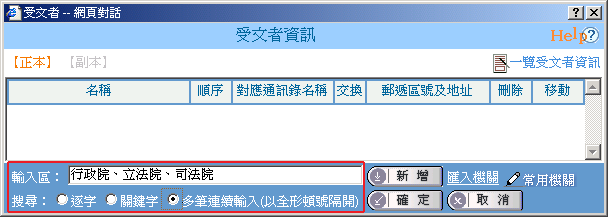 受文者 -- 網頁對話
受文者資訊
Help ?
【正本】 【副本】 一覽受文者資訊
名稱 順序 對應通訊錄名稱 交換 郵遞區號及地址 刪除 移動
輸入區： 行政院、立法院、司法院 新 增 匯入機關 常用機關
搜尋： 逐字 關鍵字 多筆連續輸入(以全形頓號隔開) 確 定 取 消